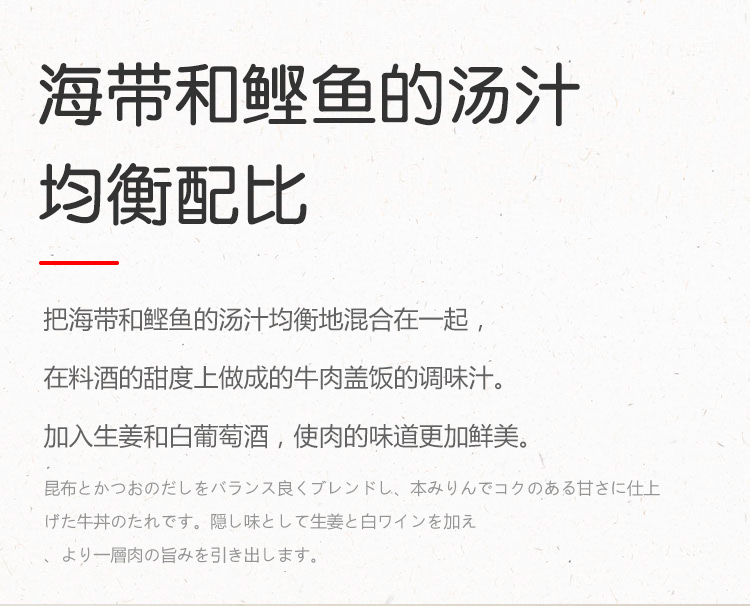 海带和鲣鱼的汤汁
均衡配比
把海带和鲣鱼的汤汁均衡地混合在一起，
在料酒的甜度上做成的牛肉盖饭的调味汁。
加入生姜和白葡萄酒，使肉的味道更加鲜美。
昆布とかつおのだしをバランス良くブレンドし、本みりんでコクのある甘さに仕上
げた牛丼のたれです。隠し味として生姜と白ワインを加え
、より一層肉の旨みを引き出します。